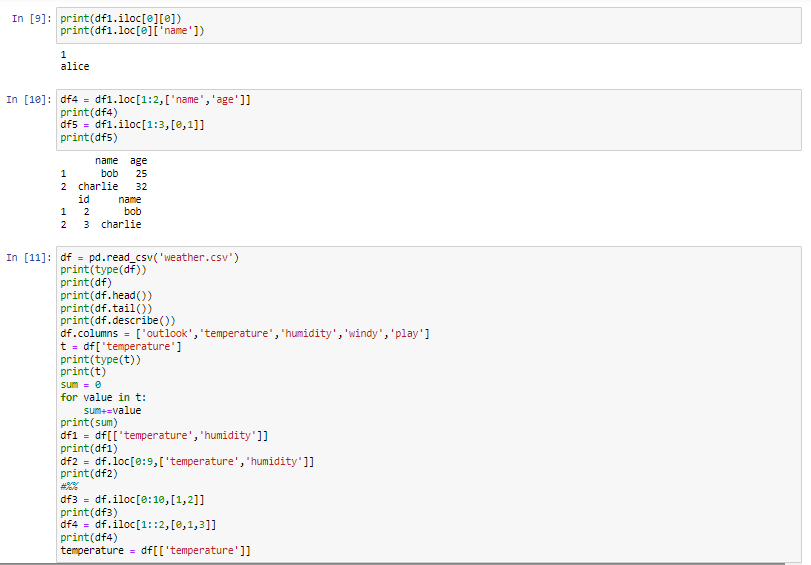 In [9]: print(df1.iloc[0][0])
print(df1.loc[0]['name'])
1
alice
In [10]: df4 = df1.loc[1:2,['name','age']]
print(df4)
df5 = df1.iloc[1:3,[0,1]]
print(df5)
name age
1 bob 25
2 charlie 32
id name
1 2 bob
2 3 charlie
In [11]: df = pd.read_csv('weather.csv')
print(type(df))
print(df)
print(df.head())
print(df.tail())
print(df.describe())
df.columns = ['outlook','temperature','humidity','windy','play']
t = df['temperature']
print(type(t))
print(t)
sum = 0
for value in t:
sum+=value
print(sum)
df1 = df[['temperature','humidity']]
print(df1)
df2 = df.loc[0:9,['temperature','humidity']]
print(df2)
#%%
df3 = df.iloc[0:10,[1,2]]
print(df3)
df4 = df.iloc[1::2,[0,1,3]]
print(df4)
temperature = df[['temperature']]